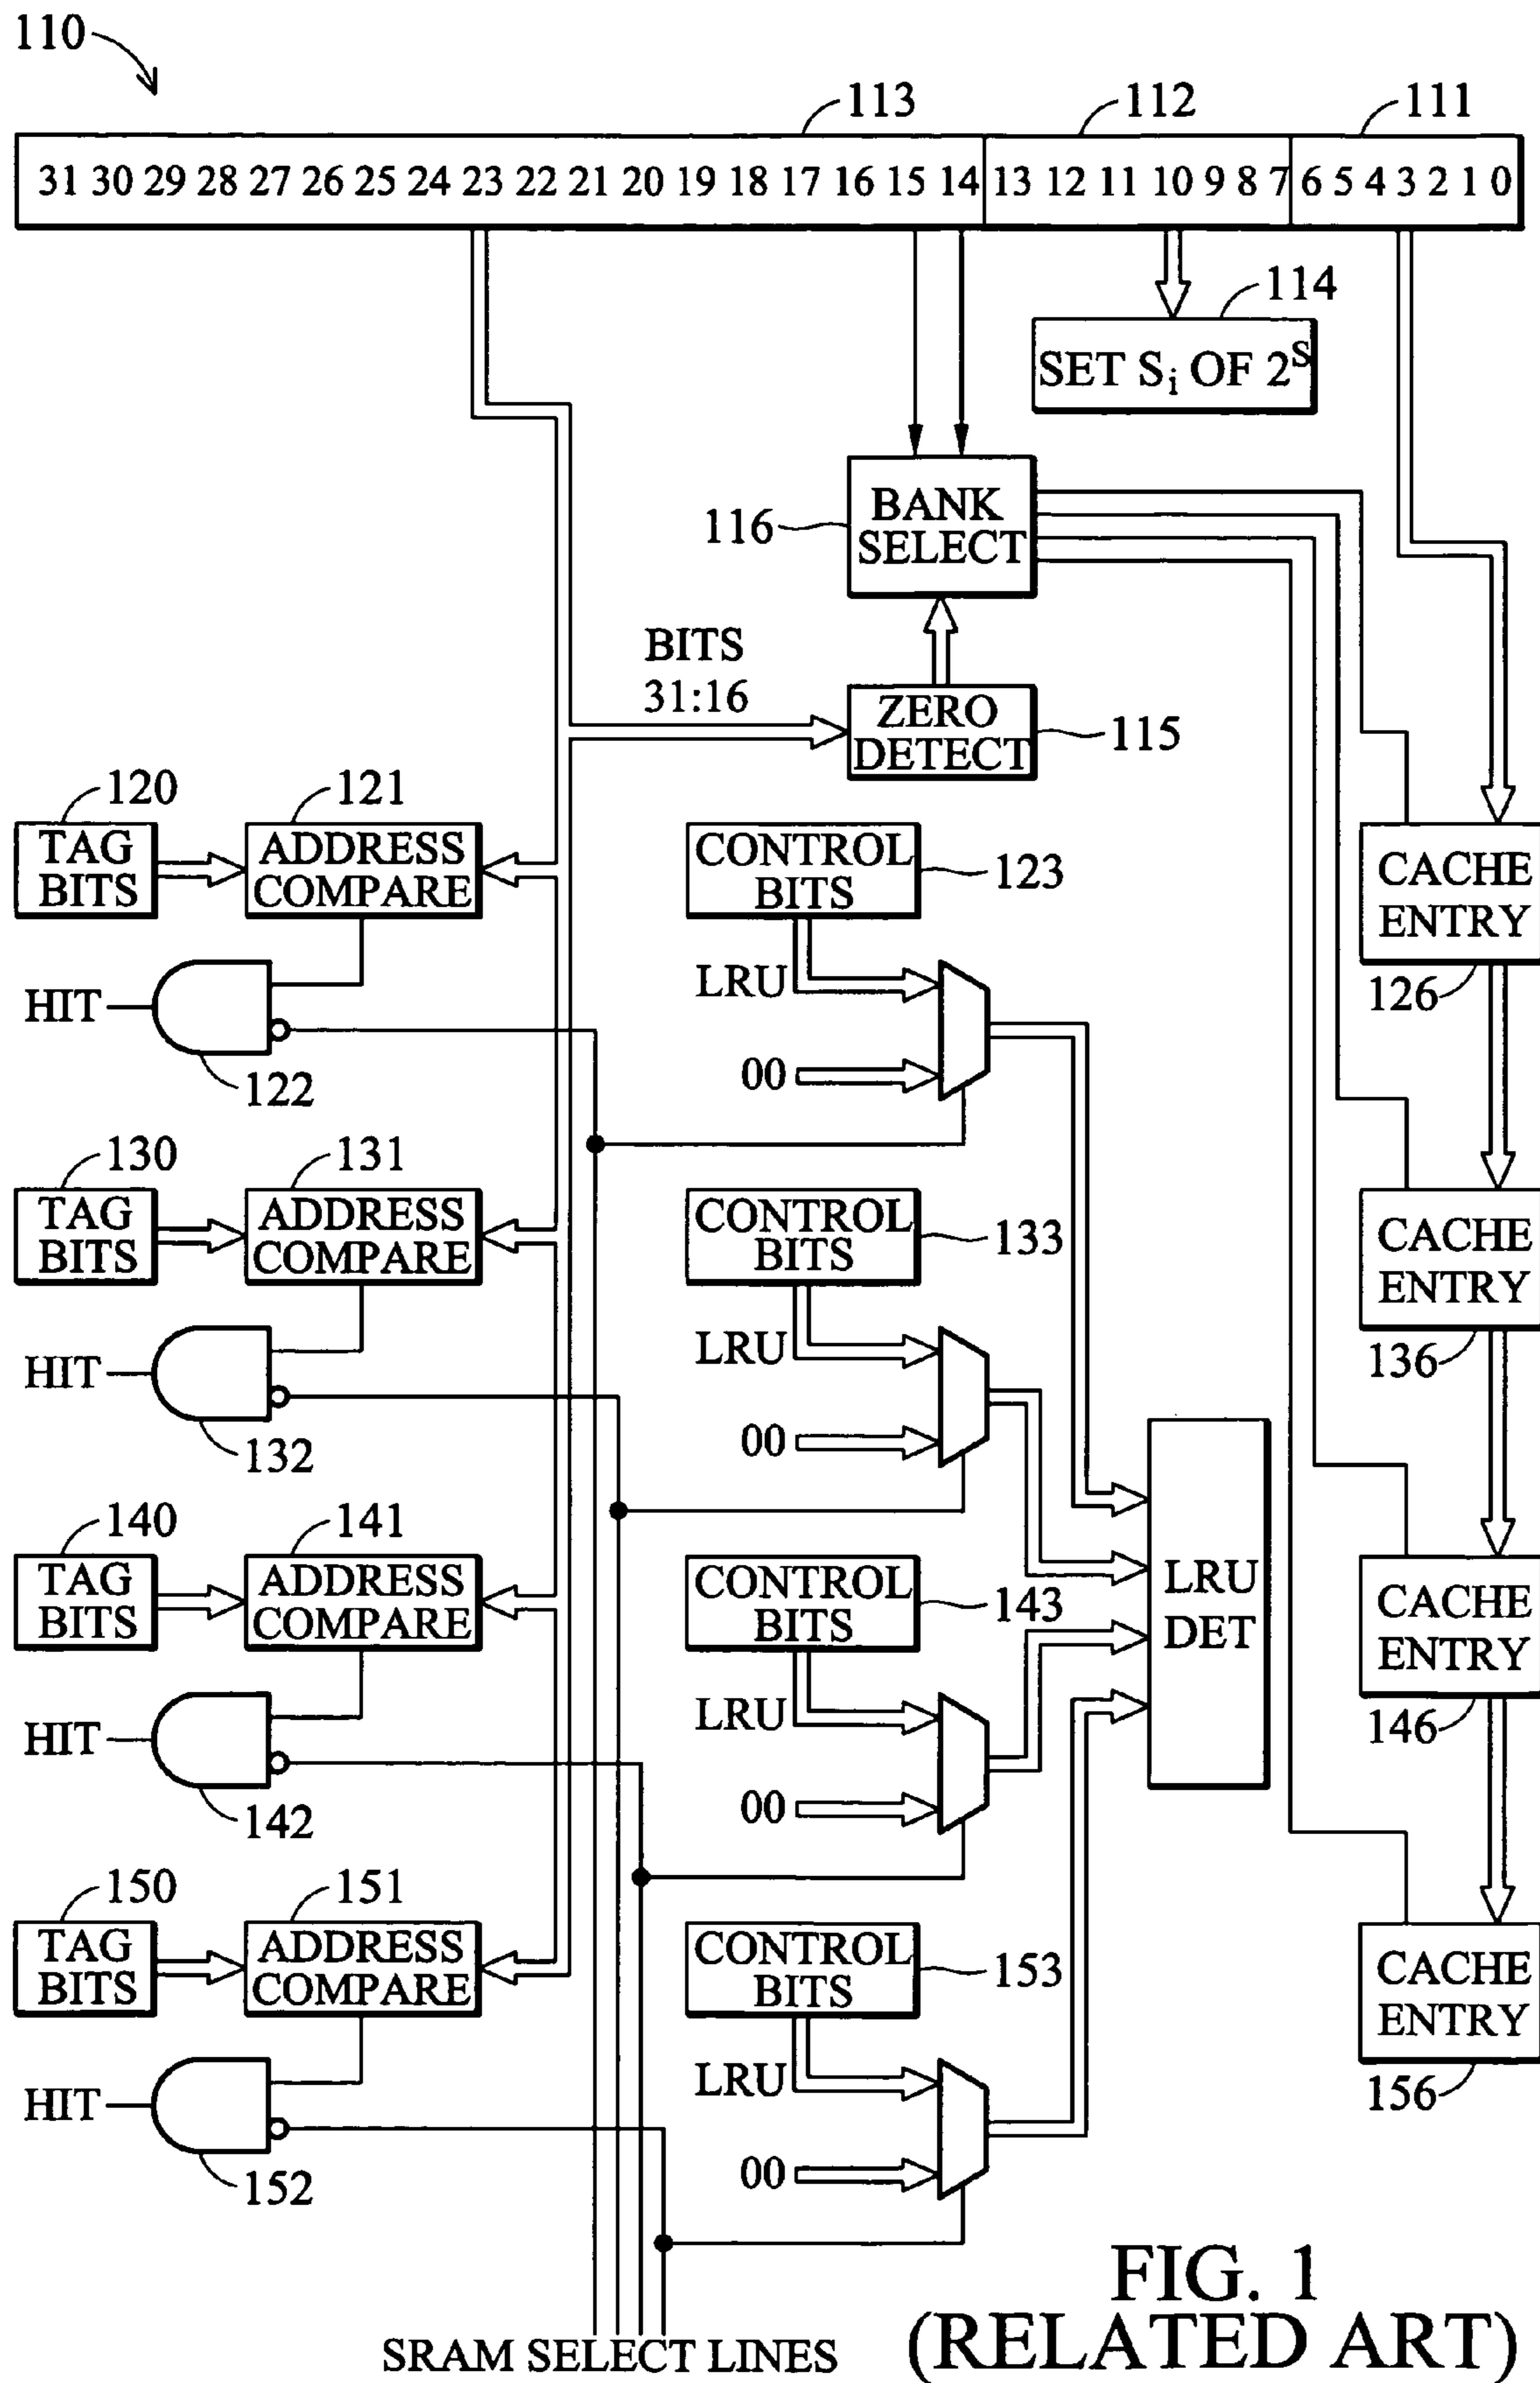 110
113
112
111
31 30 29 28 27 26 25 24 23 22 21 20 19 18 17 16 15 14 13 12 11 10 9 8 7 6 5 4 3 2 1 0
114
SET Si OF 2^S
116
BANK
SELECT
BITS
31:16
ZERO
DETECT
115
120
TAG
BITS
121
ADDRESS
COMPARE
CONTROL
BITS
123
CACHE
ENTRY
126
HIT
122
LRU
00
130
TAG
BITS
131
ADDRESS
COMPARE
CONTROL
BITS
133
CACHE
ENTRY
136
HIT
132
LRU
00
LRU
DET
140
TAG
BITS
141
ADDRESS
COMPARE
CONTROL
BITS
143
CACHE
ENTRY
146
HIT
142
LRU
00
150
TAG
BITS
151
ADDRESS
COMPARE
CONTROL
BITS
153
CACHE
ENTRY
156
HIT
152
LRU
00
SRAM SELECT LINES
FIG. 1
(RELATED ART)